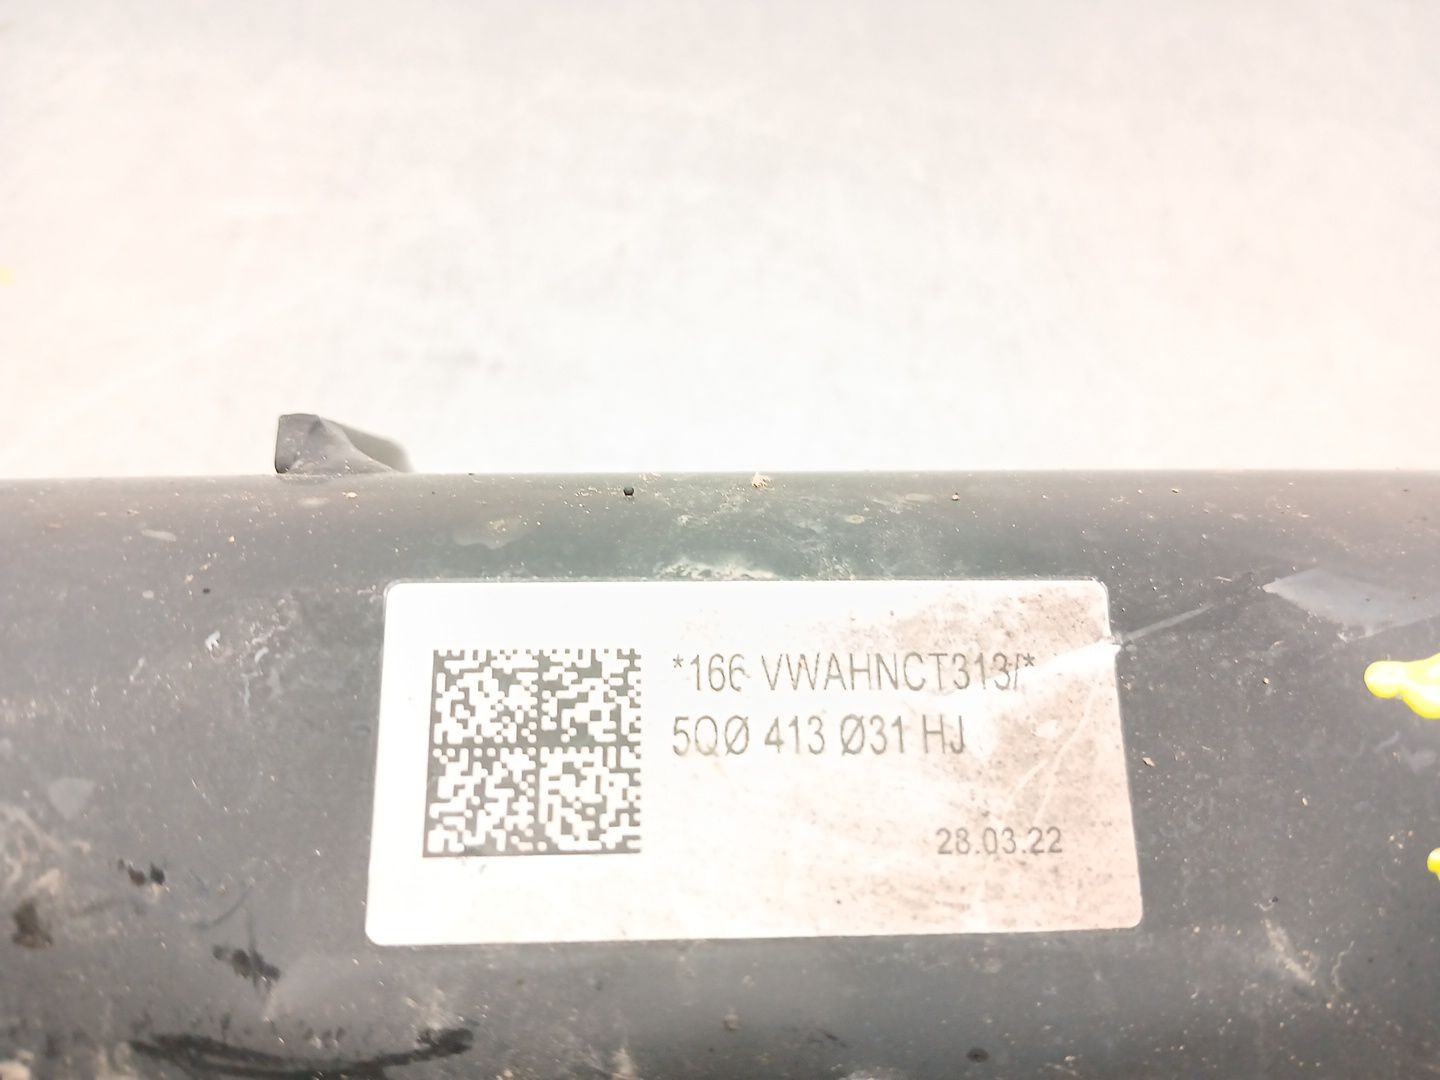 *166 VWAHNCT313/*
5QØ 413 Ø31 HJ
28.03.22